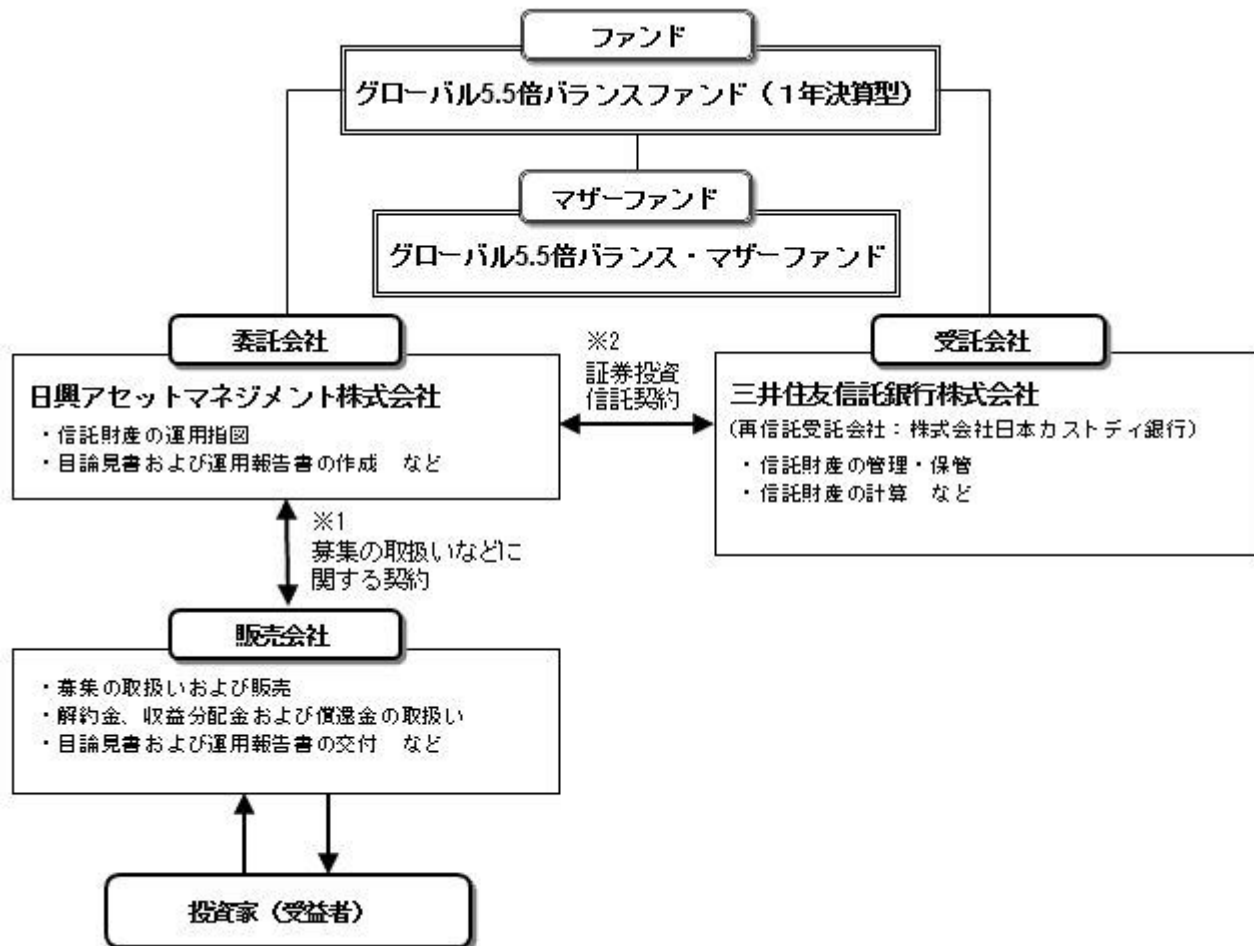 ファンド
グローバル5.5倍バランスファンド（１年決算型）
マザーファンド
グローバル5.5倍バランス・マザーファンド
委託会社
日興アセットマネジメント株式会社
・信託財産の運用指図
・目論見書および運用報告書の作成　など
※2
証券投資
信託契約
受託会社
三井住友信託銀行株式会社
(再信託受託会社：株式会社日本カストディ銀行)
・信託財産の管理・保管
・信託財産の計算　など
※1
募集の取扱いなどに
関する契約
販売会社
・募集の取扱いおよび販売
・解約金、収益分配金および償還金の取扱い
・目論見書および運用報告書の交付　など
投資家（受益者）